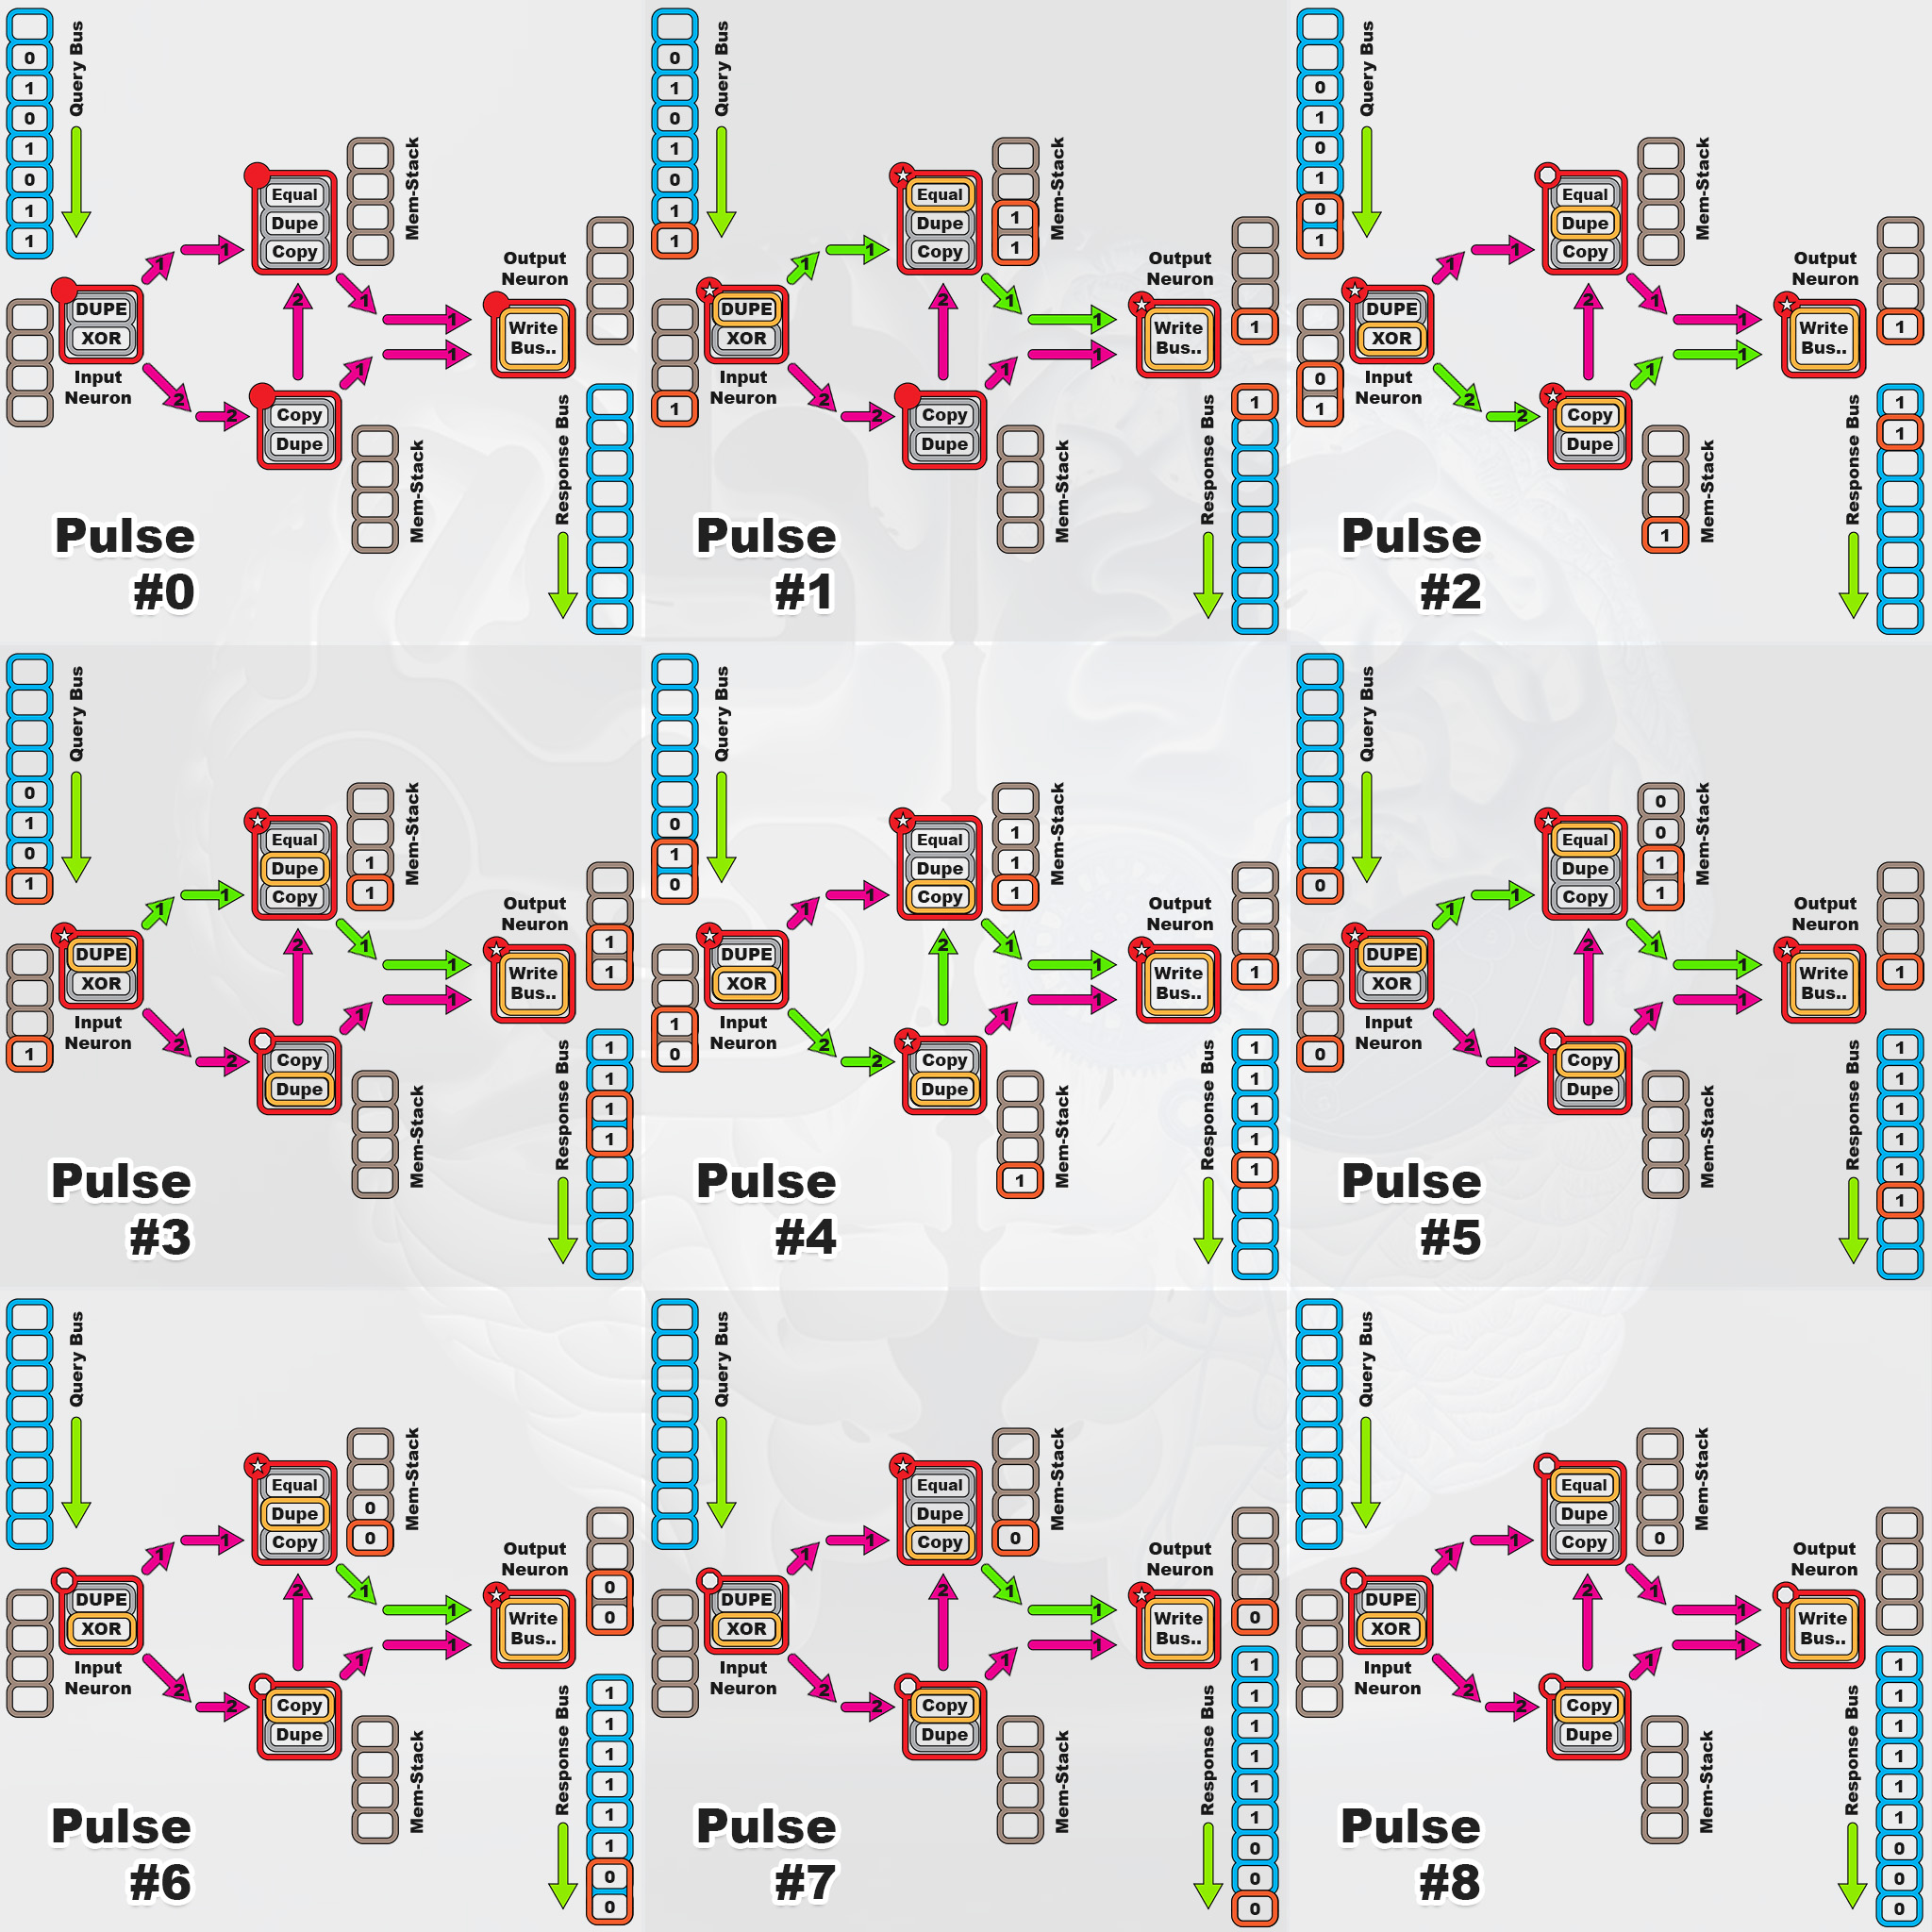 0
1
0
1
0
1
1
Query Bus
Equal
Dupe
Copy
Mem-Stack
1
1
DUPE
XOR
Input
Neuron
2
2
2
1
1
1
1
Output
Neuron
Write
Bus..
Copy
Dupe
Mem-Stack
Response Bus
Pulse
#0
0
1
0
1
0
1
1
Query Bus
Equal
Dupe
Copy
1
1
Mem-Stack
1
1
DUPE
XOR
Input
Neuron
1
2
2
2
1
1
1
1
Output
Neuron
Write
Bus..
1
Copy
Dupe
Mem-Stack
Response Bus
1
Pulse
#1
0
1
0
1
0
1
Query Bus
Equal
Dupe
Copy
Mem-Stack
1
1
DUPE
XOR
Input
Neuron
0
1
2
2
2
1
1
1
1
Output
Neuron
Write
Bus..
1
Copy
Dupe
1
Mem-Stack
Response Bus
1
1
Pulse
#2
0
1
0
1
Query Bus
Equal
Dupe
Copy
1
1
Mem-Stack
1
1
DUPE
XOR
Input
Neuron
1
2
2
2
1
1
1
1
Output
Neuron
Write
Bus..
1
1
Copy
Dupe
Mem-Stack
Response Bus
1
1
1
1
Pulse
#3
0
1
0
Query Bus
Equal
Dupe
Copy
1
1
1
Mem-Stack
1
1
DUPE
XOR
Input
Neuron
1
0
2
2
2
1
1
1
1
Output
Neuron
Write
Bus..
1
Copy
Dupe
1
Mem-Stack
Response Bus
1
1
1
1
1
Pulse
#4
0
Query Bus
Equal
Dupe
Copy
0
0
1
1
Mem-Stack
1
1
DUPE
XOR
Input
Neuron
0
2
2
2
1
1
1
1
Output
Neuron
Write
Bus..
1
Copy
Dupe
Mem-Stack
Response Bus
1
1
1
1
1
1
Pulse
#5
Query Bus
Equal
Dupe
Copy
0
0
Mem-Stack
1
1
DUPE
XOR
Input
Neuron
2
2
2
1
1
1
1
Output
Neuron
Write
Bus..
0
0
Copy
Dupe
Mem-Stack
Response Bus
1
1
1
1
1
1
0
0
Pulse
#6
Query Bus
Equal
Dupe
Copy
0
Mem-Stack
1
1
DUPE
XOR
Input
Neuron
2
2
2
1
1
1
1
Output
Neuron
Write
Bus..
0
Copy
Dupe
Mem-Stack
Response Bus
1
1
1
1
1
1
0
0
0
Pulse
#7
Query Bus
Equal
Dupe
Copy
0
Mem-Stack
1
1
DUPE
XOR
Input
Neuron
2
2
2
1
1
1
1
Output
Neuron
Write
Bus..
Copy
Dupe
Mem-Stack
Response Bus
1
1
1
1
1
1
0
0
0
Pulse
#8